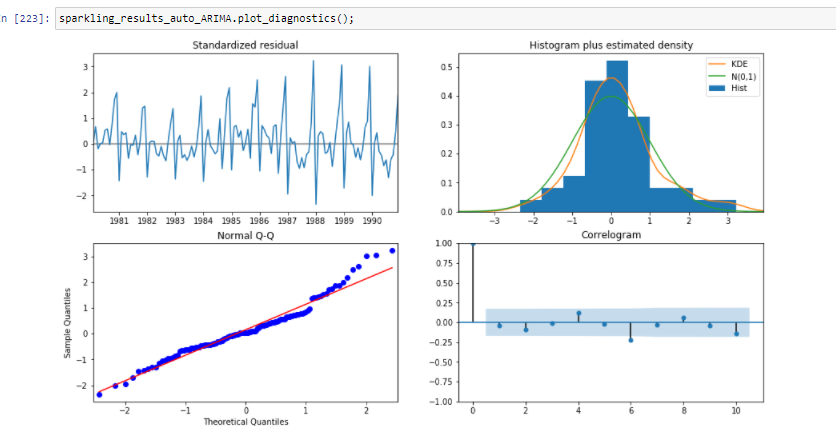 n [223]: sparkling_results_auto_ARIMA.plot_diagnostics();
Standardized residual
3
2
1
0
−1
−2
1981 1982 1983 1984 1985 1986 1987 1988 1989 1990
Histogram plus estimated density
KDE
N(0,1)
Hist
0.5
0.4
0.3
0.2
0.1
0.0
−3 −2 −1 0 1 2 3
Normal Q-Q
Sample Quantiles
3
2
1
0
−1
−2
−2 −1 0 1 2
Theoretical Quantiles
Correlogram
1.00
0.75
0.50
0.25
0.00
−0.25
−0.50
−0.75
−1.00
0 2 4 6 8 10